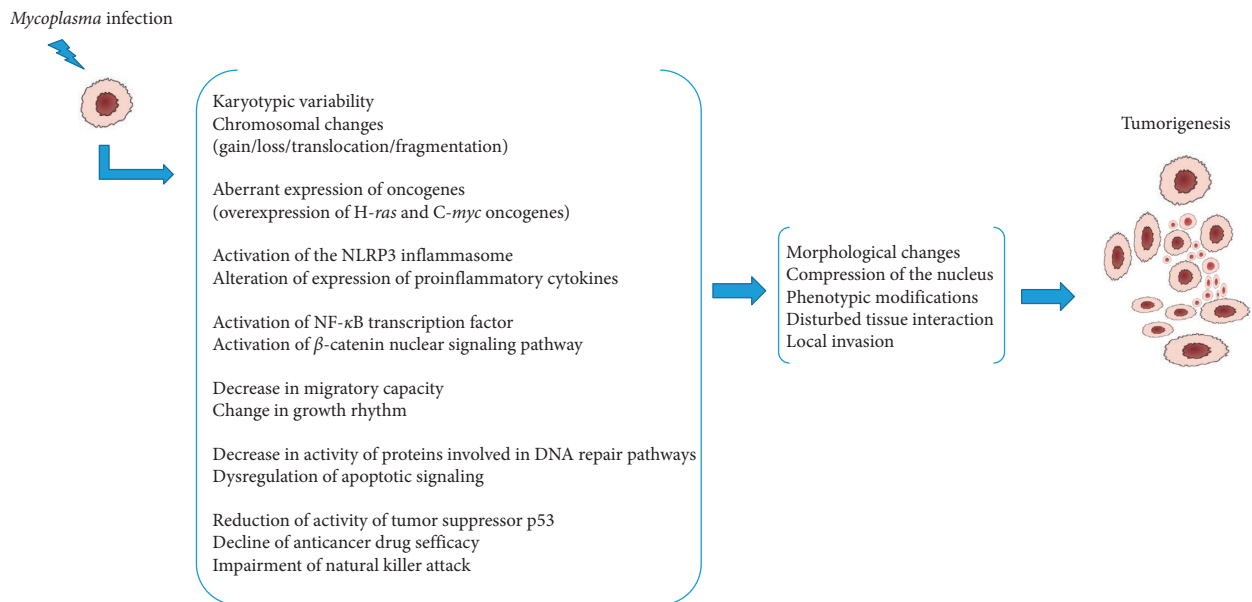 Mycoplasma infection
Karyotypic variability
Chromosomal changes
(gain/loss/translocation/fragmentation)
Aberrant expression of oncogenes
(overexpression of H-ras and C-myc oncogenes)
Activation of the NLRP3 inflammasome
Alteration of expression of proinflammatory cytokines
Activation of NF-κB transcription factor
Activation of β-catenin nuclear signaling pathway
Decrease in migratory capacity
Change in growth rhythm
Decrease in activity of proteins involved in DNA repair pathways
Dysregulation of apoptotic signaling
Reduction of activity of tumor suppressor p53
Decline of anticancer drug sefficacy
Impairment of natural killer attack
Morphological changes
Compression of the nucleus
Phenotypic modifications
Disturbed tissue interaction
Local invasion
Tumorigenesis